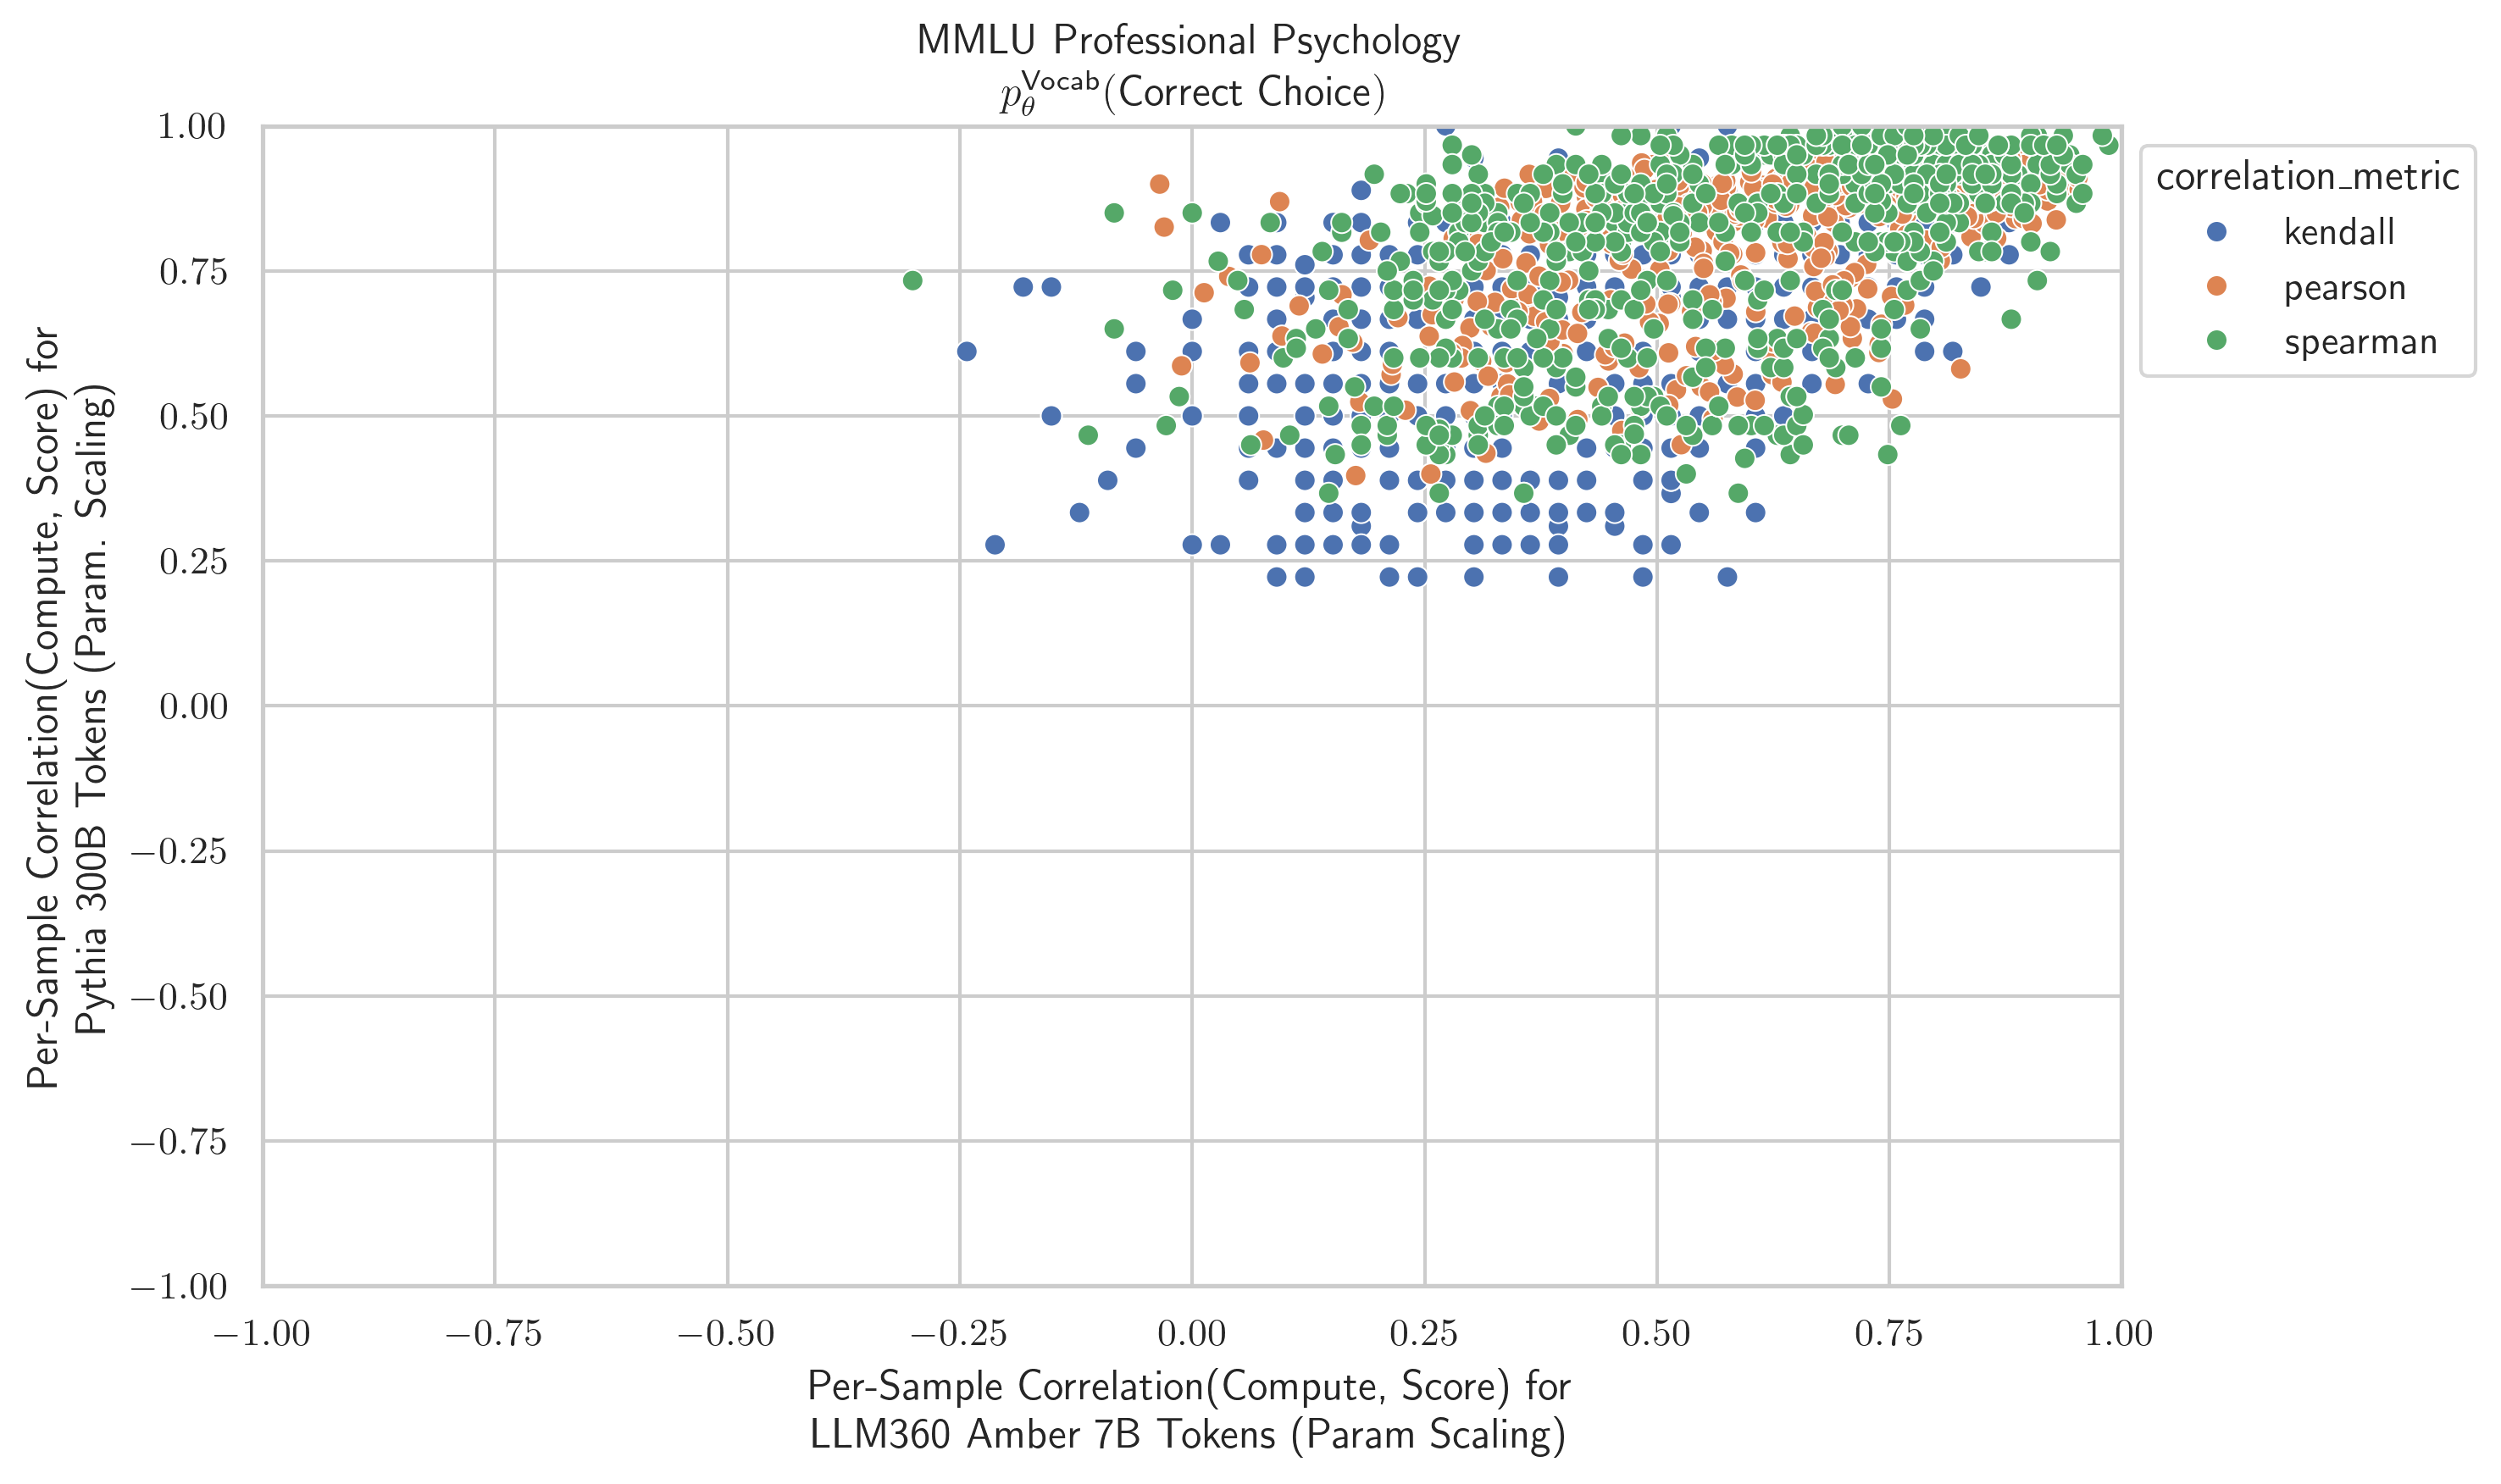 MMLU Professional Psychology
p_θ^Vocab(Correct Choice)
Per-Sample Correlation(Compute, Score) for
Pythia 300B Tokens (Param. Scaling)
1.00
0.75
0.50
0.25
0.00
−0.25
−0.50
−0.75
−1.00
−1.00 −0.75 −0.50 −0.25 0.00 0.25 0.50 0.75 1.00
Per-Sample Correlation(Compute, Score) for
LLM360 Amber 7B Tokens (Param Scaling)
correlation_metric
kendall
pearson
spearman